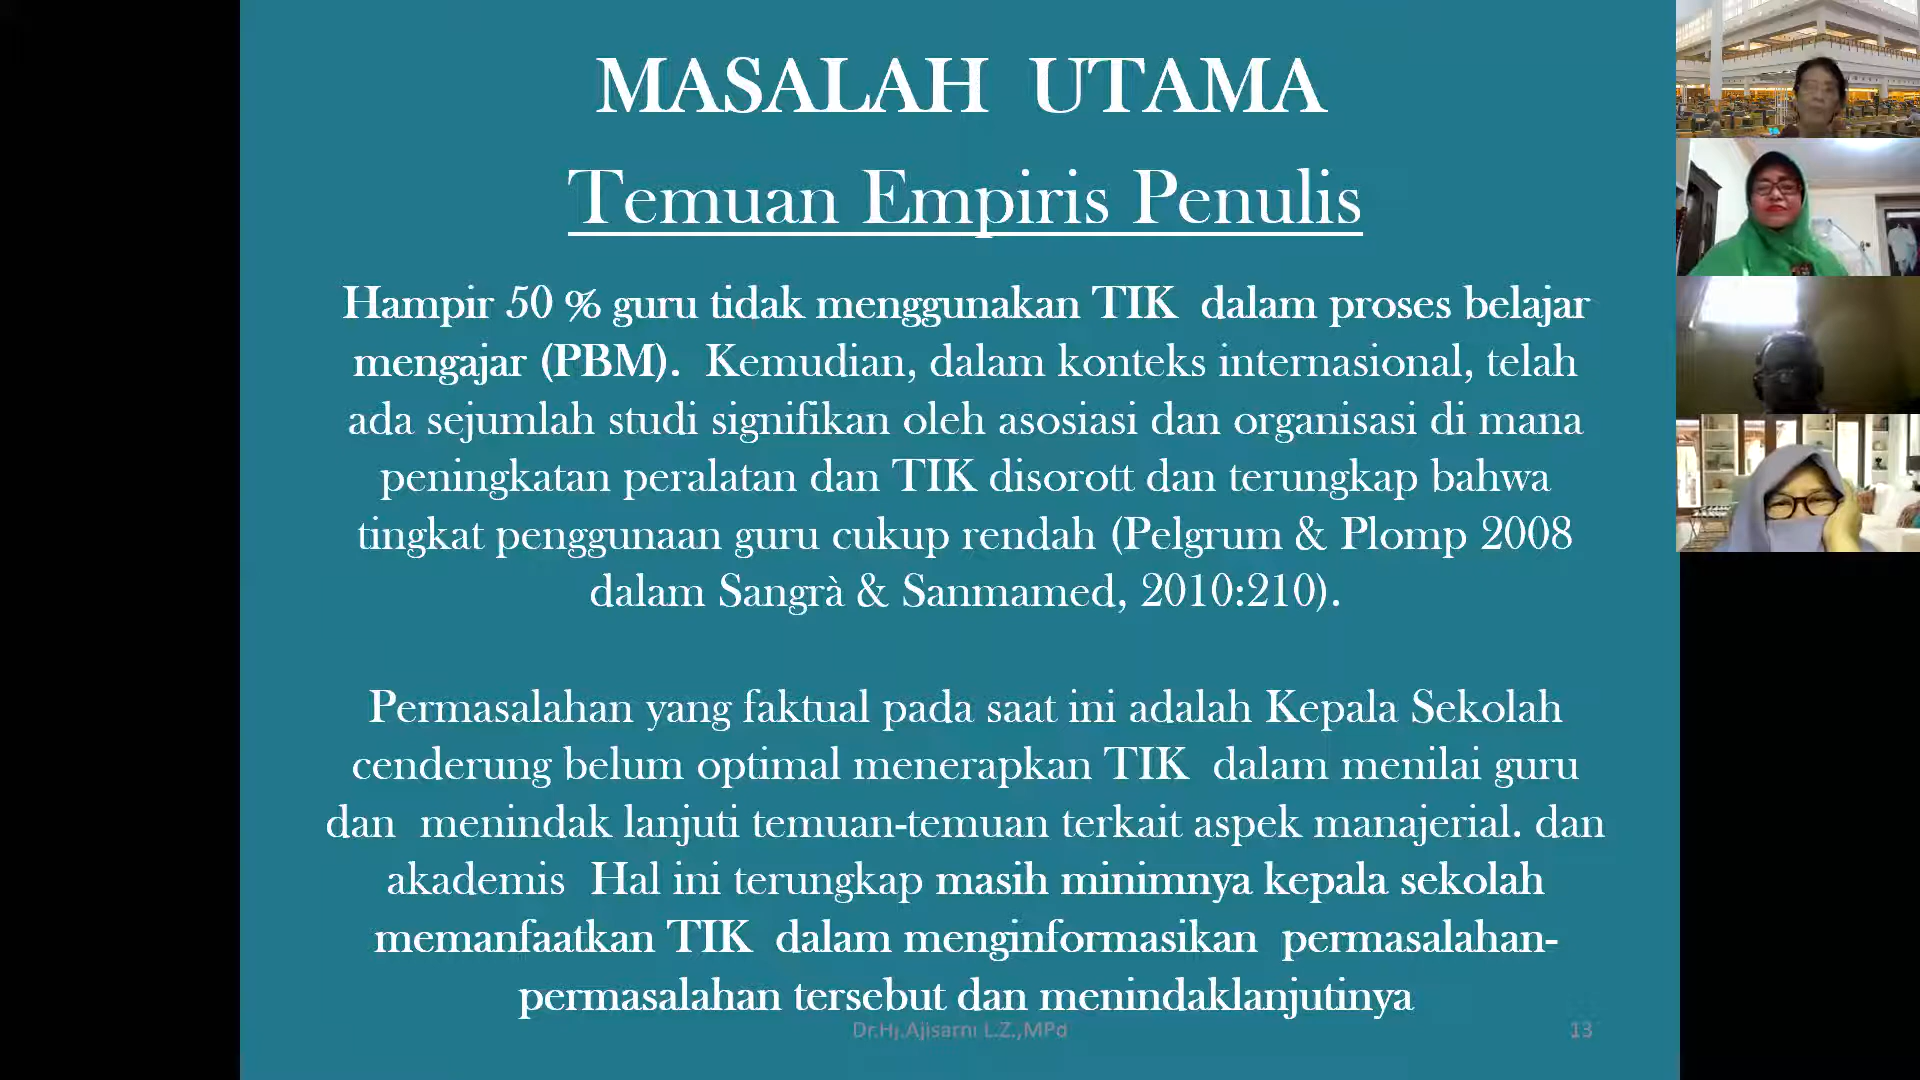 MASALAH UTAMA
Temuan Empiris Penulis
Hampir 50 % guru tidak menggunakan TIK dalam proses belajar
mengajar (PBM). Kemudian, dalam konteks internasional, telah
ada sejumlah studi signifikan oleh asosiasi dan organisasi di mana
peningkatan peralatan dan TIK disorott dan terungkap bahwa
tingkat penggunaan guru cukup rendah (Pelgrum & Plomp 2008
dalam Sangrà & Sanmamed, 2010:210).
Permasalahan yang faktual pada saat ini adalah Kepala Sekolah
cenderung belum optimal menerapkan TIK dalam menilai guru
dan menindak lanjuti temuan-temuan terkait aspek manajerial. dan
akademis Hal ini terungkap masih minimnya kepala sekolah
memanfaatkan TIK dalam menginformasikan permasalahan-
permasalahan tersebut dan menindaklanjutinya
Dr.Hj.Ajisarni L.Z.,MPd
13